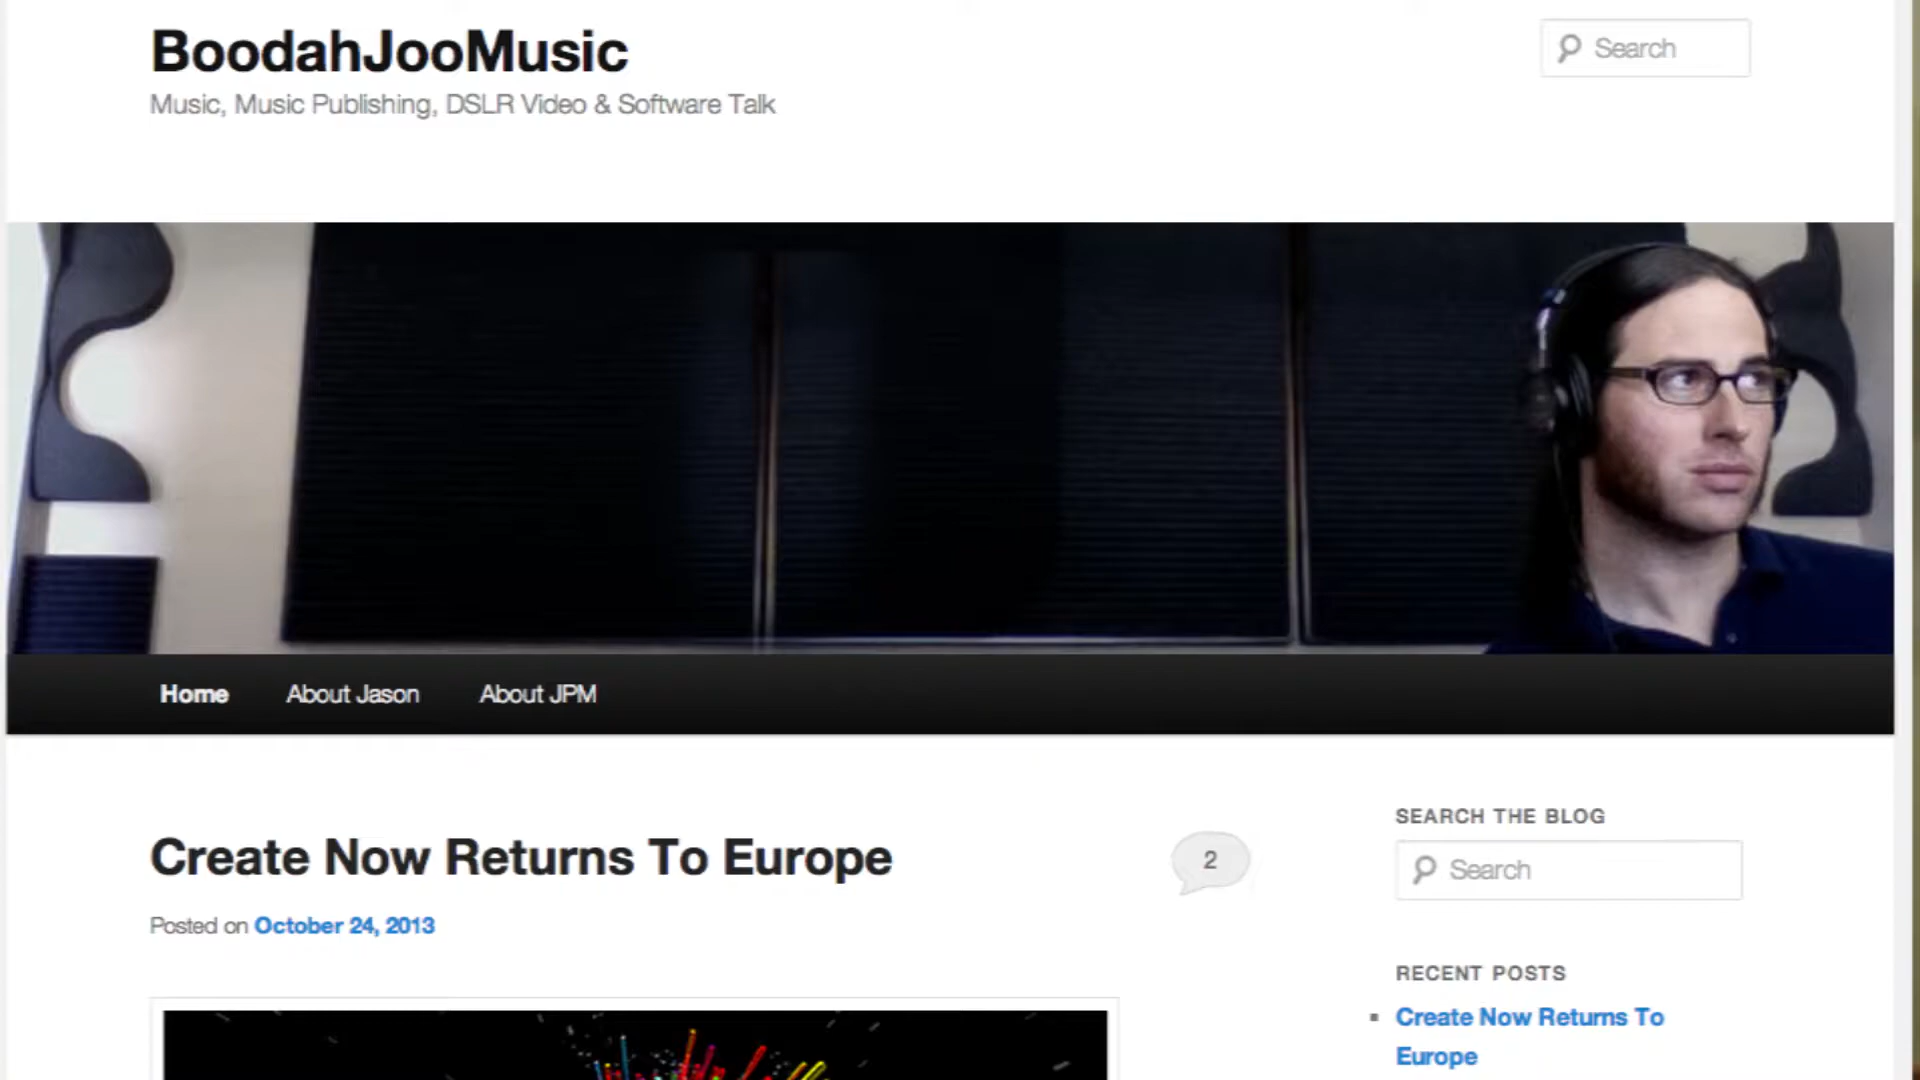 BoodahJooMusic
Search
Music, Music Publishing, DSLR Video & Software Talk
Home
About Jason
About JPM
Create Now Returns To Europe
2
Posted on October 24, 2013
SEARCH THE BLOG
Search
RECENT POSTS
Create Now Returns To
Europe